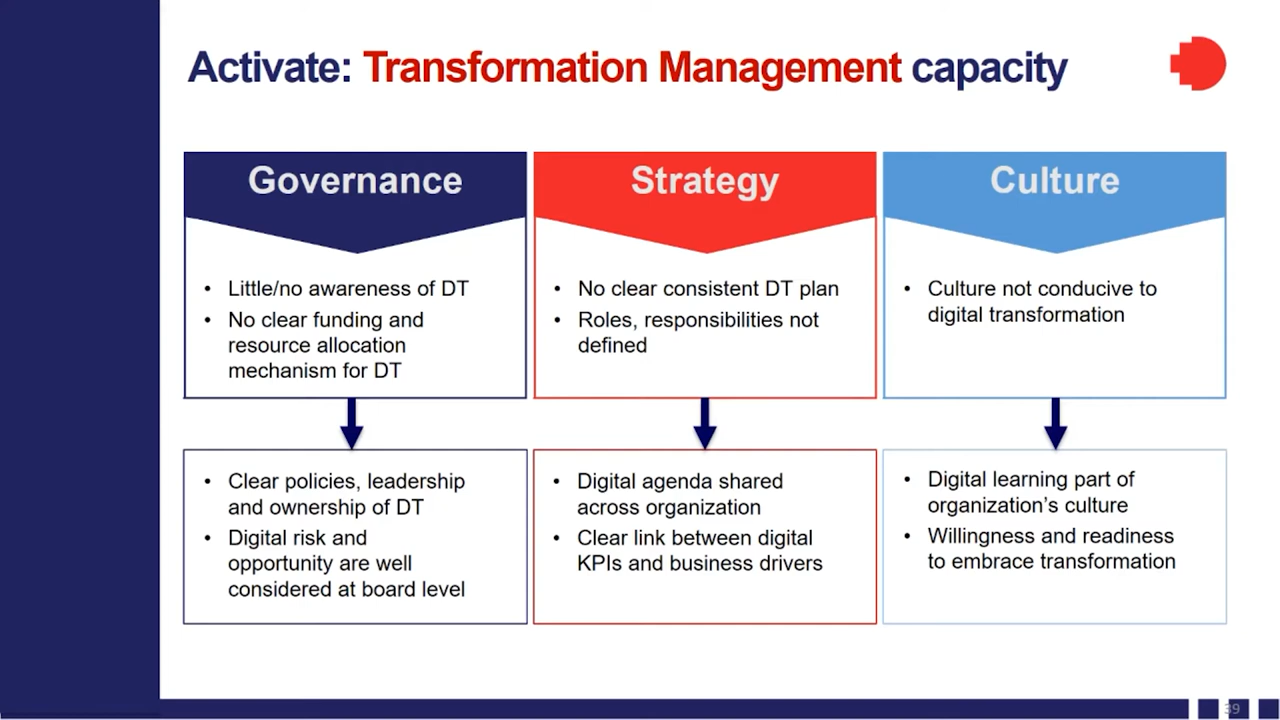 Activate: Transformation Management capacity
Governance
• Little/no awareness of DT
• No clear funding and
resource allocation
mechanism for DT
• Clear policies, leadership
and ownership of DT
• Digital risk and
opportunity are well
considered at board level
Strategy
• No clear consistent DT plan
• Roles, responsibilities not
defined
• Digital agenda shared
across organization
• Clear link between digital
KPIs and business drivers
Culture
• Culture not conducive to
digital transformation
• Digital learning part of
organization’s culture
• Willingness and readiness
to embrace transformation
39